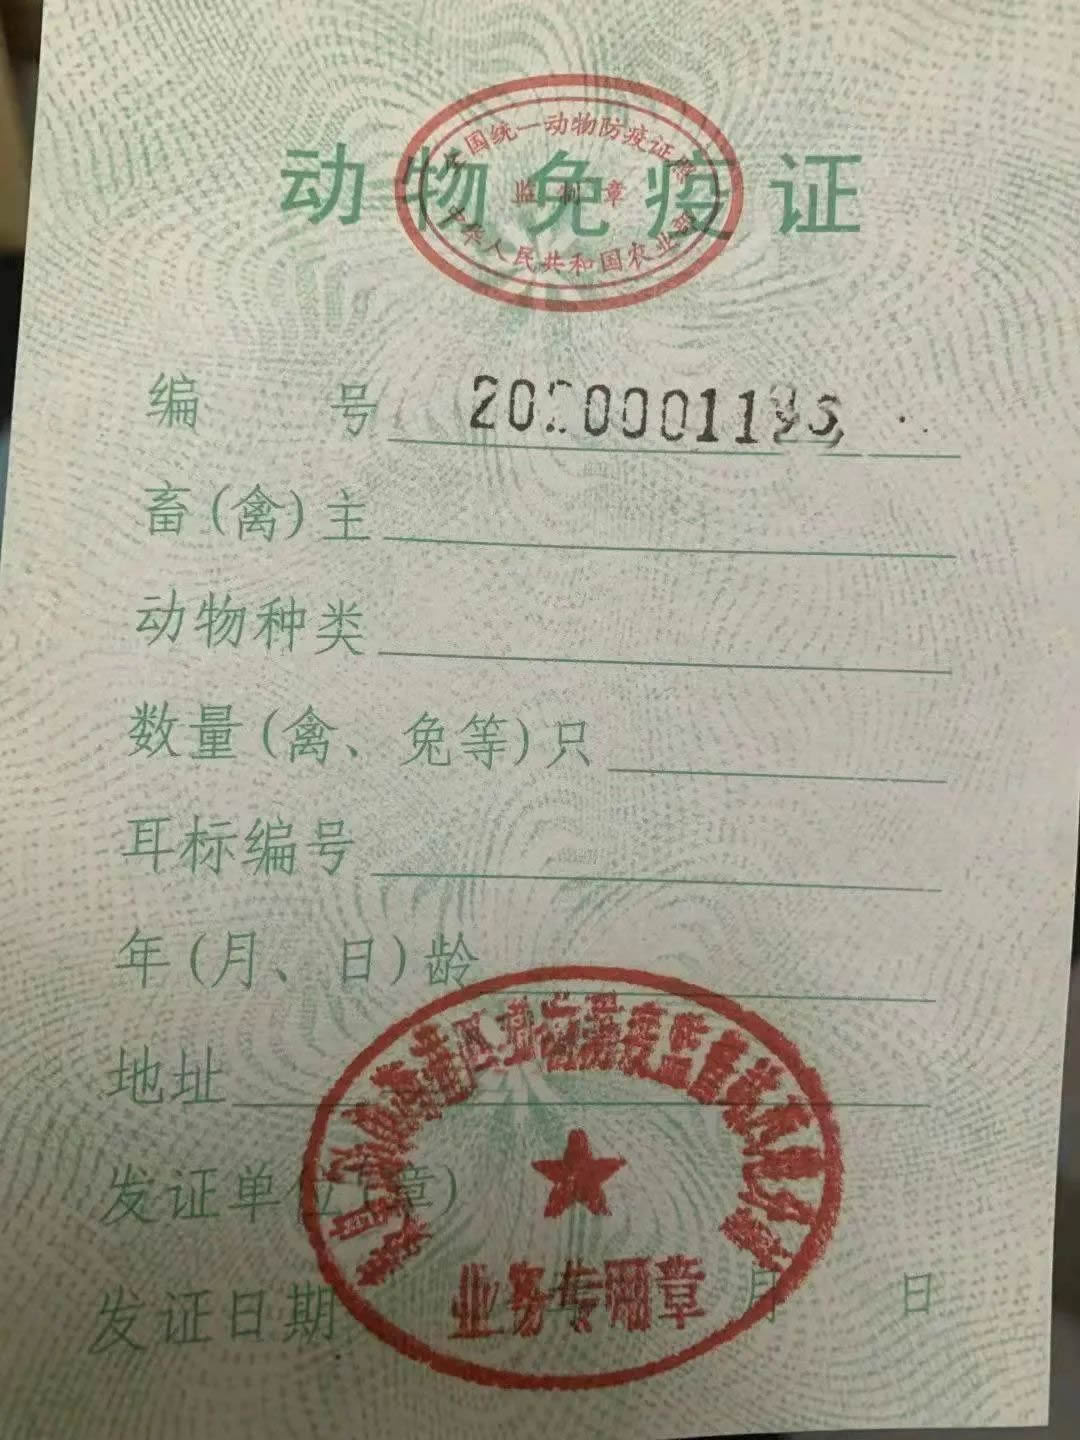 全国统一动物防疫证照
监制章
中华人民共和国农业部
动物免疫证
编 号
畜(禽)主
动物种类
数量(禽、兔等)只
耳标编号
年(月、日)龄
地址
发证单位(章)
发证日期 年 月 日
业务专用章